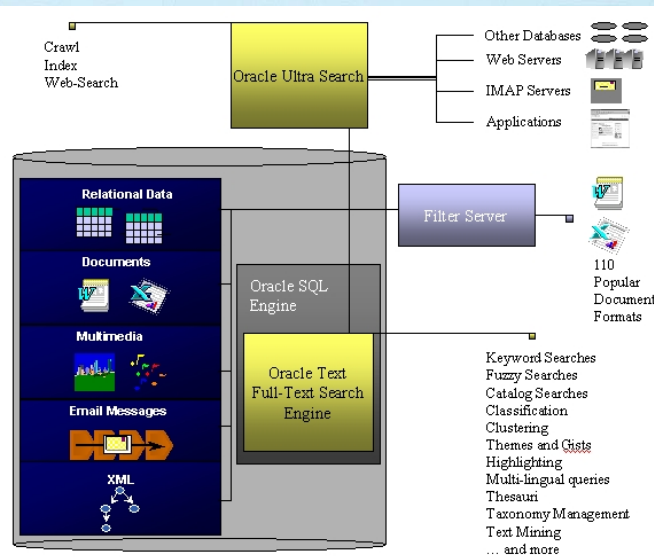 Crawl
Index
Web-Search
Oracle Ultra Search
Other Databases
Web Servers
IMAP Servers
Applications
Relational Data
Documents
Multimedia
Email Messages
XML
Filter Server
110
Popular
Document
Formats
Oracle SQL
Engine
Oracle Text
Full-Text Search
Engine
Keyword Searches
Fuzzy Searches
Catalog Searches
Classification
Clustering
Themes and Gists
Highlighting
Multi-lingual queries
Thesauri
Taxonomy Management
Text Mining
... and more